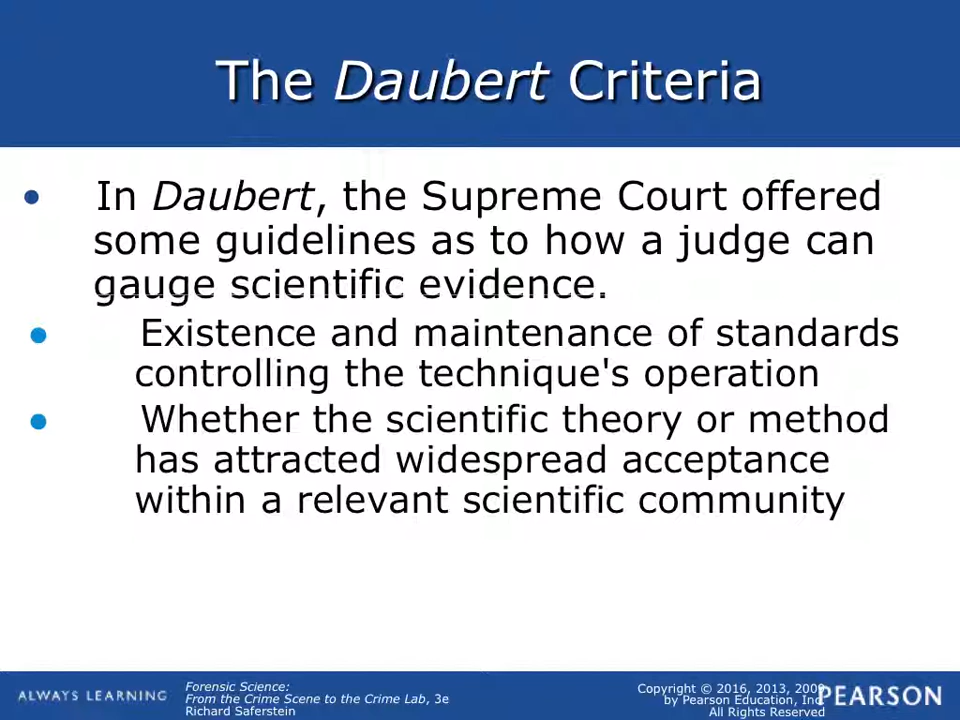 The Daubert Criteria
• In Daubert, the Supreme Court offered
some guidelines as to how a judge can
gauge scientific evidence.
• Existence and maintenance of standards
controlling the technique's operation
• Whether the scientific theory or method
has attracted widespread acceptance
within a relevant scientific community
ALWAYS LEARNING
Forensic Science:
From the Crime Scene to the Crime Lab, 3e
Richard Saferstein
Copyright © 2016, 2013, 2009
by Pearson Education, Inc.
All Rights Reserved
PEARSON